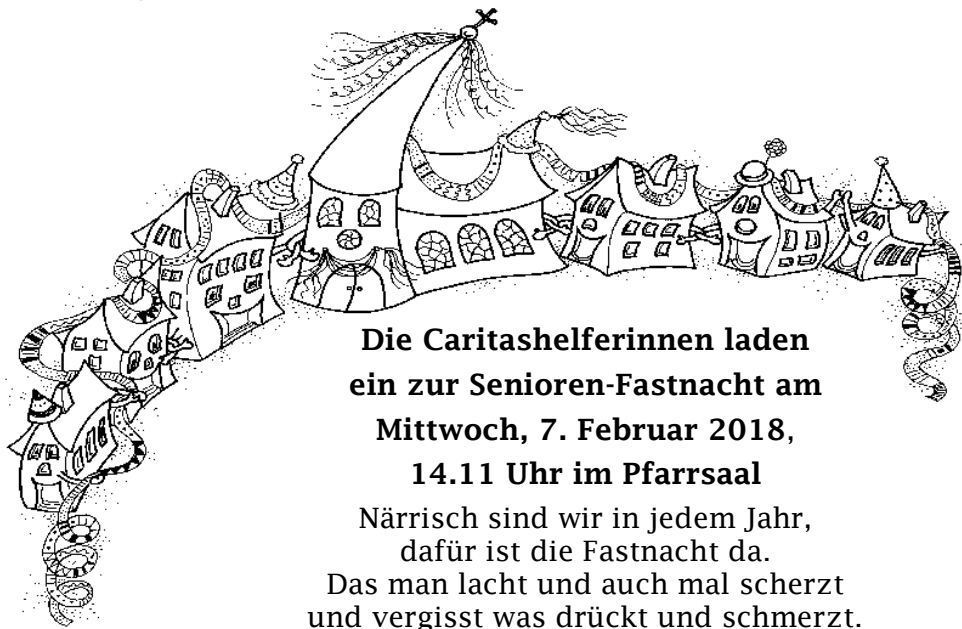 Die Caritashelferinnen laden
ein zur Senioren-Fastnacht am
Mittwoch, 7. Februar 2018,
14.11 Uhr im Pfarrsaal
Närrisch sind wir in jedem Jahr,
dafür ist die Fastnacht da.
Das man lacht und auch mal scherzt
und vergisst was drückt und schmerzt.